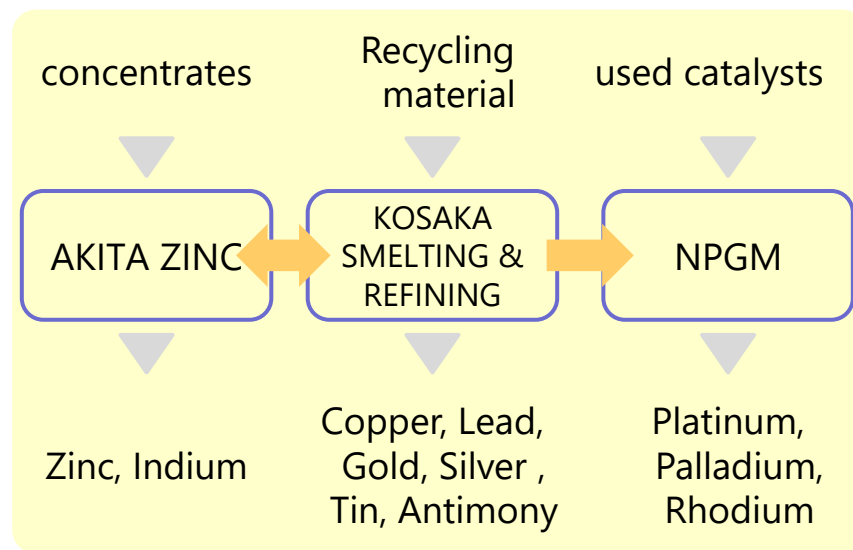 concentrates
Recycling
material
used catalysts
AKITA ZINC
KOSAKA
SMELTING &
REFINING
NPGM
Zinc, Indium
Copper, Lead,
Gold, Silver ,
Tin, Antimony
Platinum,
Palladium,
Rhodium